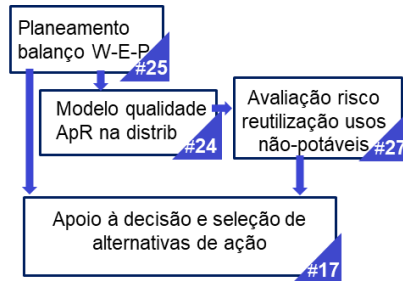 Planeamento
balanço W-E-P
#25
Modelo qualidade
ApR na distrib
#24
Avaliação risco
reutilização usos
não-potáveis
#27
Apoio à decisão e seleção de
alternativas de ação
#17